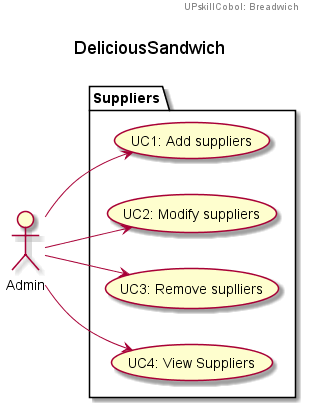 UPskillCobol: Breadwich
DeliciousSandwich
Suppliers
UC1: Add suppliers
UC2: Modify suppliers
UC3: Remove suplliers
Admin
UC4: View Suppliers